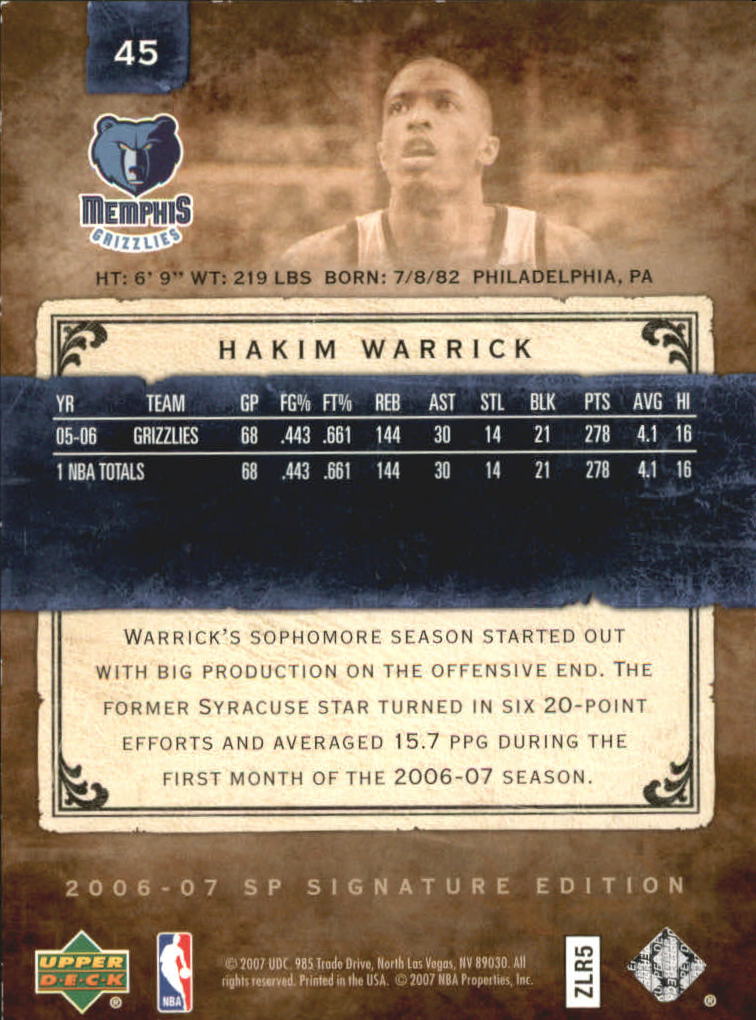 45
MEMPHIS
GRIZZLIES
HT: 6' 9" WT: 219 LBS BORN: 7/8/82 PHILADELPHIA, PA
HAKIM WARRICK
YR TEAM GP FG% FT% REB AST STL BLK PTS AVG HI
05-06 GRIZZLIES 68 .443 .661 144 30 14 21 278 4.1 16
1 NBA TOTALS 68 .443 .661 144 30 14 21 278 4.1 16
WARRICK'S SOPHOMORE SEASON STARTED OUT
WITH BIG PRODUCTION ON THE OFFENSIVE END. THE
FORMER SYRACUSE STAR TURNED IN SIX 20-POINT
EFFORTS AND AVERAGED 15.7 PPG DURING THE
FIRST MONTH OF THE 2006-07 SEASON.
2006-07 SP SIGNATURE EDITION
UPPER
D·E·C·K
®
NBA
© 2007 UDC. 985 Trade Drive, North Las Vegas, NV 89030. All
rights reserved. Printed in the USA. © 2007 NBA Properties, Inc.
ZLR5
®